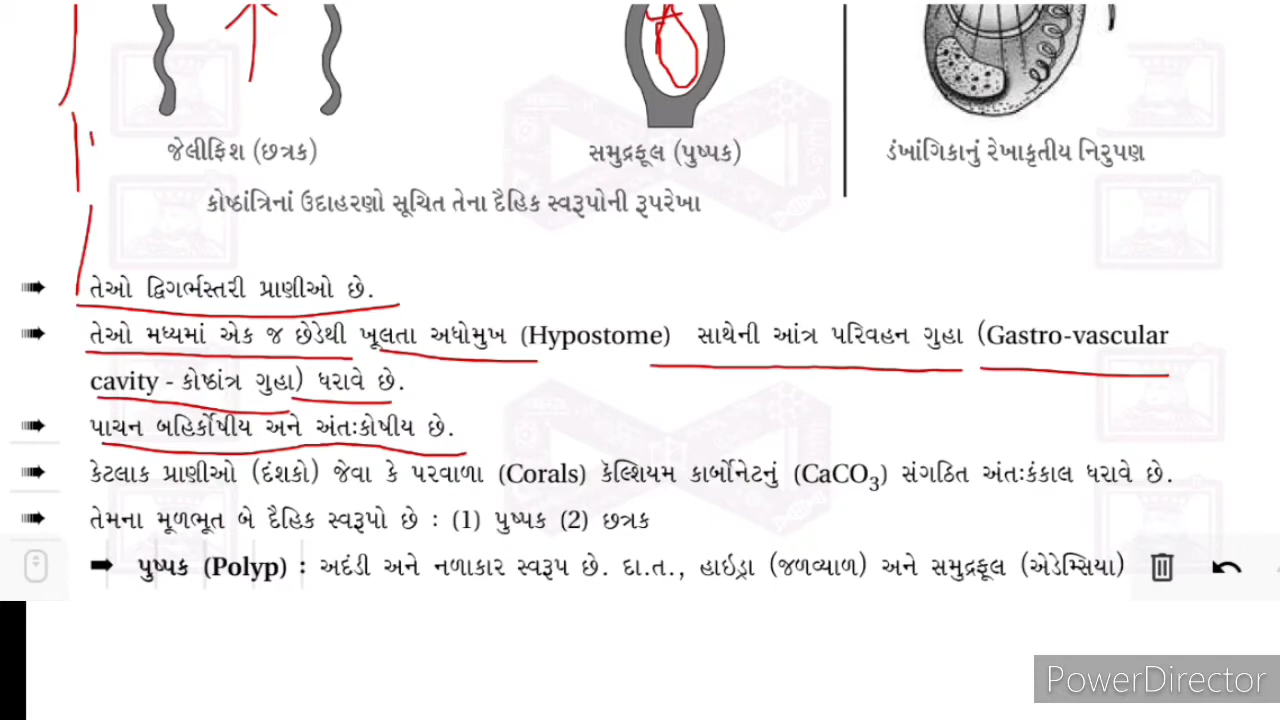 જેલીફિશ (છત્રક)
સમુદ્રફૂલ (પુષ્પક)
ડંખાંગિકાનું રેખાકૃતીય નિરુપણ
કોષ્ઠાંત્રિનાં ઉદાહરણો સૂચિત તેના દૈહિક સ્વરૂપોની રૂપરેખા
તેઓ દ્વિગર્ભસ્તરી પ્રાણીઓ છે.
તેઓ મધ્યમાં એક જ છેડેથી ખૂલતા અધોમુખ (Hypostome) સાથેની આંત્ર પરિવહન ગુહા (Gastro-vascular
cavity - કોષ્ઠાંત્ર ગુહા) ધરાવે છે.
પાચન બહિર્કોષીય અને અંતઃકોષીય છે.
કેટલાક પ્રાણીઓ (દંશકો) જેવા કે પરવાળા (Corals) કેલ્શિયમ કાર્બોનેટનું (CaCO₃) સંગઠિત અંતઃકંકાલ ધરાવે છે.
તેમના મૂળભૂત બે દૈહિક સ્વરૂપો છે : (1) પુષ્પક (2) છત્રક
પુષ્પક (Polyp) : અદંડી અને નળાકાર સ્વરૂપ છે. દા.ત., હાઇડ્રા (જળવ્યાળ) અને સમુદ્રફૂલ (એડેમ્સિયા)
PowerDirector